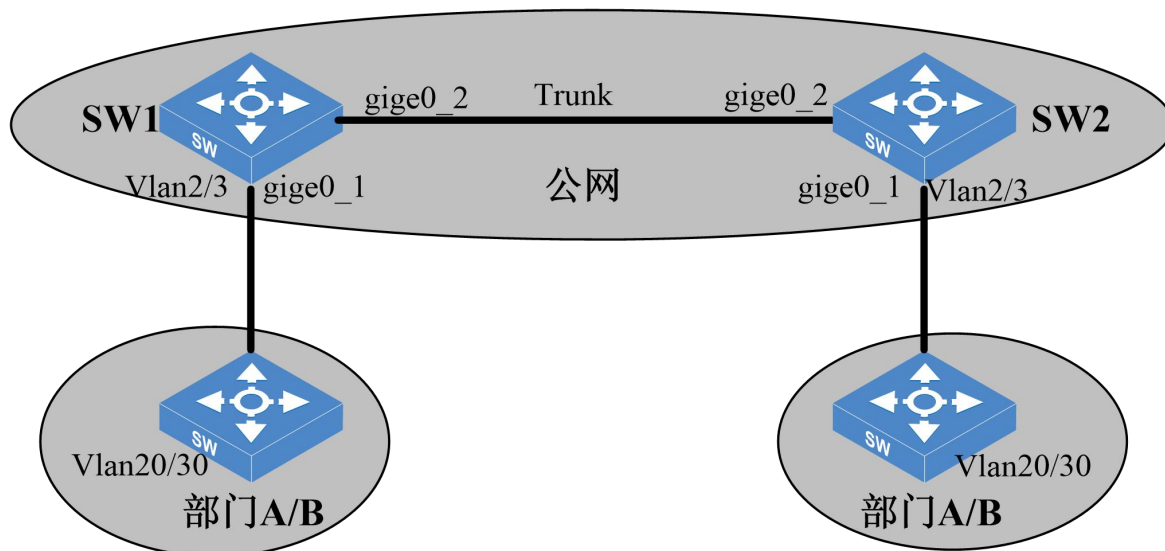 gige0_2 Trunk gige0_2
SW1 SW SW SW2
Vlan2/3 gige0_1 公网 gige0_1 Vlan2/3
SW SW
Vlan20/30 Vlan20/30
部门A/B 部门A/B